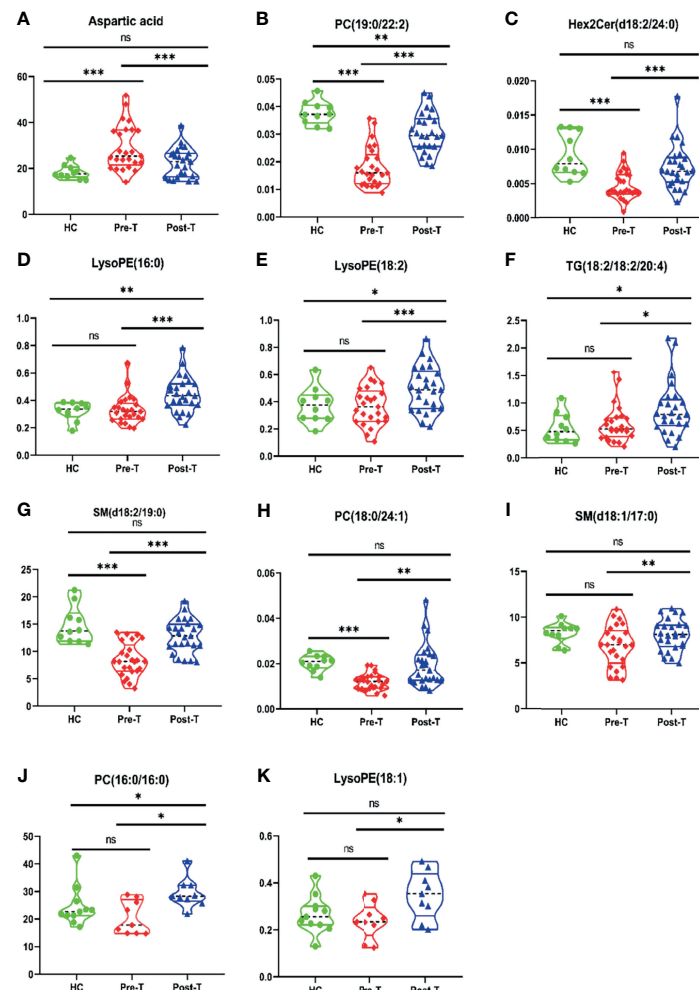 A
Aspartic acid
ns
***
***
60
40
20
0
HC Pre-T Post-T
B
PC(19:0/22:2)
**
***
***
0.05
0.04
0.03
0.02
0.01
0.00
HC Pre-T Post-T
C
Hex2Cer(d18:2/24:0)
ns
***
***
0.020
0.015
0.010
0.005
0.000
HC Pre-T Post-T
D
LysoPE(16:0)
**
***
ns
1.0
0.8
0.6
0.4
0.2
0.0
HC Pre-T Post-T
E
LysoPE(18:2)
*
***
ns
1.0
0.8
0.6
0.4
0.2
0.0
HC Pre-T Post-T
F
TG(18:2/18:2/20:4)
*
*
ns
2.5
2.0
1.5
1.0
0.5
0.0
HC Pre-T Post-T
G
SM(d18:2/19:0)
ns
***
***
25
20
15
10
5
0
HC Pre-T Post-T
H
PC(18:0/24:1)
ns
**
***
0.06
0.04
0.02
0.00
HC Pre-T Post-T
I
SM(d18:1/17:0)
ns
**
ns
15
10
5
0
HC Pre-T Post-T
J
PC(16:0/16:0)
*
*
ns
50
40
30
20
10
0
HC Pre-T Post-T
K
LysoPE(18:1)
ns
*
ns
0.6
0.4
0.2
0.0
HC Pre-T Post-T